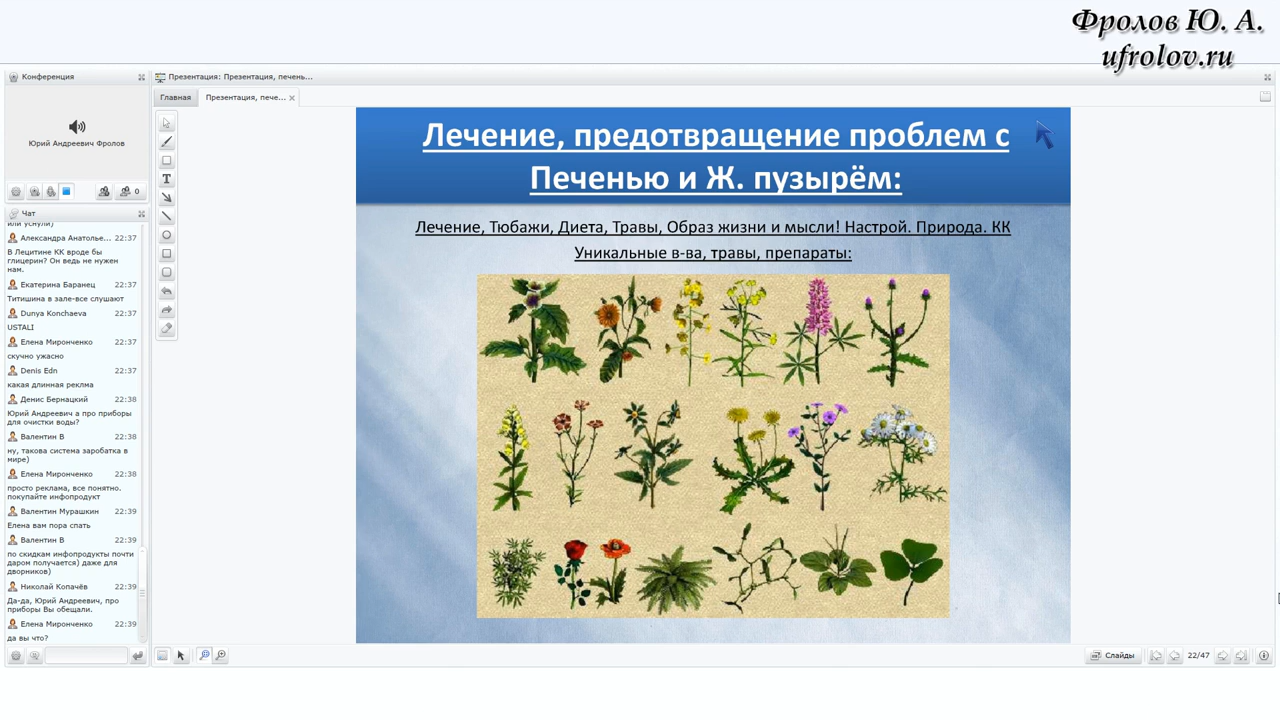 Фролов Ю. А.
ufrolov.ru
Конференция
Презентация: Презентация, печень...
Главная
Презентация, пече...
Юрий Андреевич Фролов
0
Чат
или уснули)
Александра Анатолье... 22:37
В Лецитине КК вроде бы
глицерин? Он ведь не нужен
нам.
Екатерина Баранец 22:37
Титишина в зале-все слушают
Dunya Konchaeva 22:37
USTALI
Елена Миронченко 22:37
скучно ужасно
Denis Edn 22:37
какая длинная реклма
Денис Бернацкий 22:38
Юрий Андреевич а про приборы
для очистки воды?
Валентин В 22:38
ну, такова система заработка в
мире)
Елена Миронченко 22:38
просто реклама, все понятно.
покупайте инфопродукт
Валентин Мурашкин 22:39
Елена вам пора спать
Валентин В 22:39
по скидкам инфопродукты почти
даром получается) даже для
дворников)
Николай Копачёв 22:39
Да-да, Юрий Андреевич, про
приборы Вы обещали.
Елена Миронченко 22:39
да вы что?
T
Лечение, предотвращение проблем с
Печенью и Ж. пузырём:
Лечение, Тюбажи, Диета, Травы, Образ жизни и мысли! Настрой. Природа. КК
Уникальные в-ва, травы, препараты:
Слайды
22/47